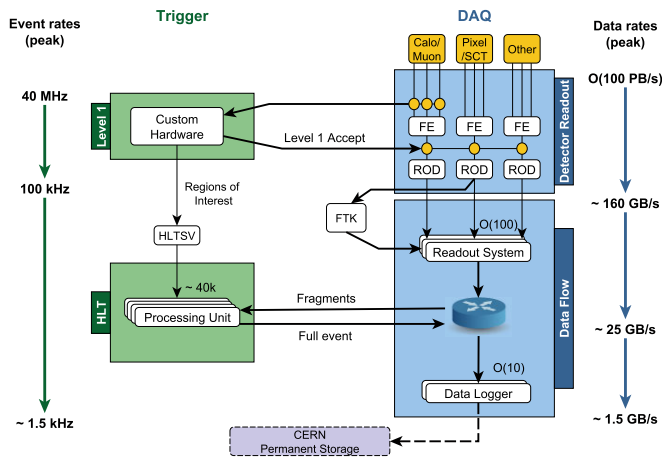 Event rates
(peak)
Trigger
DAQ
Data rates
(peak)
Calo/
Muon
Pixel
/SCT
Other
40 MHz
O(100 PB/s)
Level 1
Custom
Hardware
Level 1 Accept
FE
FE
FE
Detector Readout
ROD
ROD
ROD
100 kHz
~ 160 GB/s
Regions of
Interest
FTK
HLTSV
O(100)
Readout System
~ 40k
HLT
Processing Unit
Fragments
Full event
Data Flow
~ 25 GB/s
O(10)
Data Logger
~ 1.5 kHz
~ 1.5 GB/s
CERN
Permanent Storage